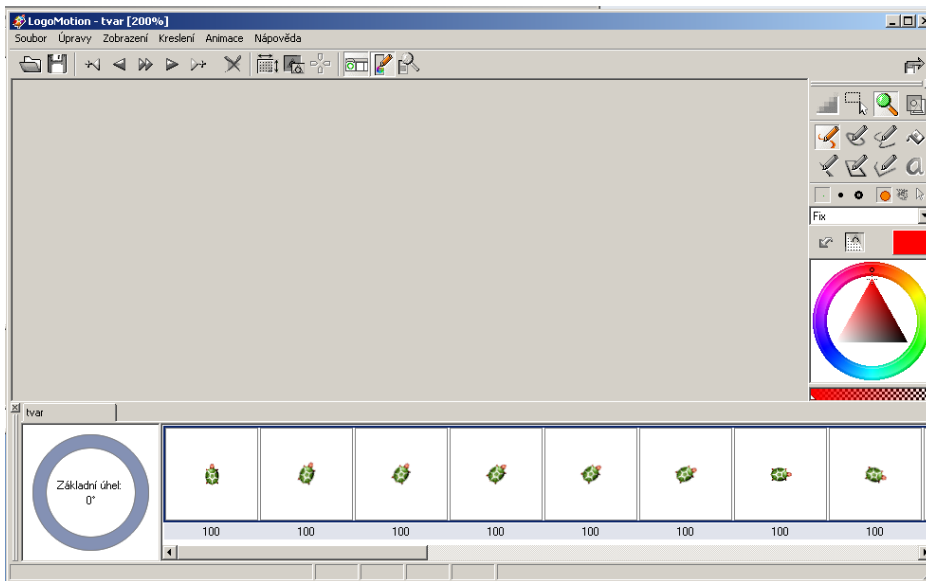 LogoMotion - tvar [200%]
Soubor Úpravy Zobrazení Kreslení Animace Nápověda
Fix
tvar
Základní úhel:
0°
100 100 100 100 100 100 100 100